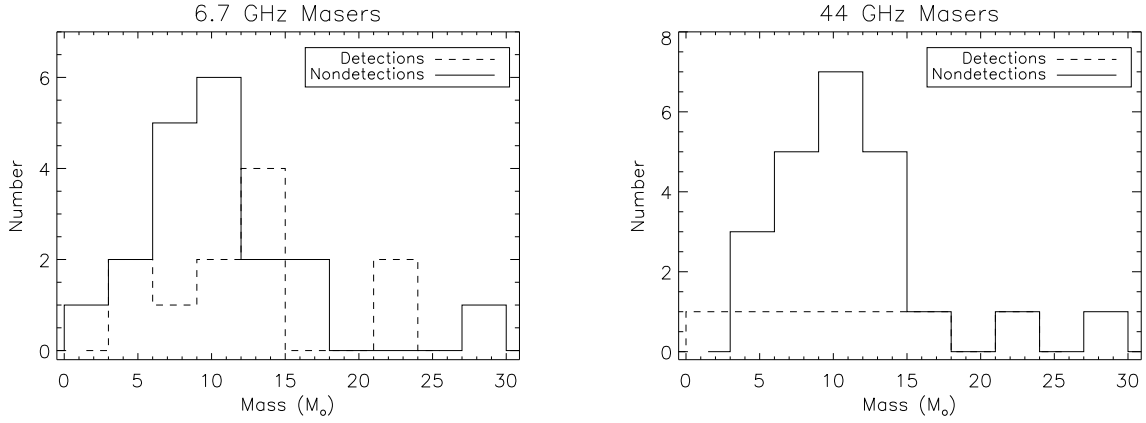 6.7 GHz Masers
Detections
Nondetections
Number
6
4
2
0
0 5 10 15 20 25 30
Mass (M₀)
44 GHz Masers
Detections
Nondetections
Number
8
6
4
2
0
0 5 10 15 20 25 30
Mass (M₀)